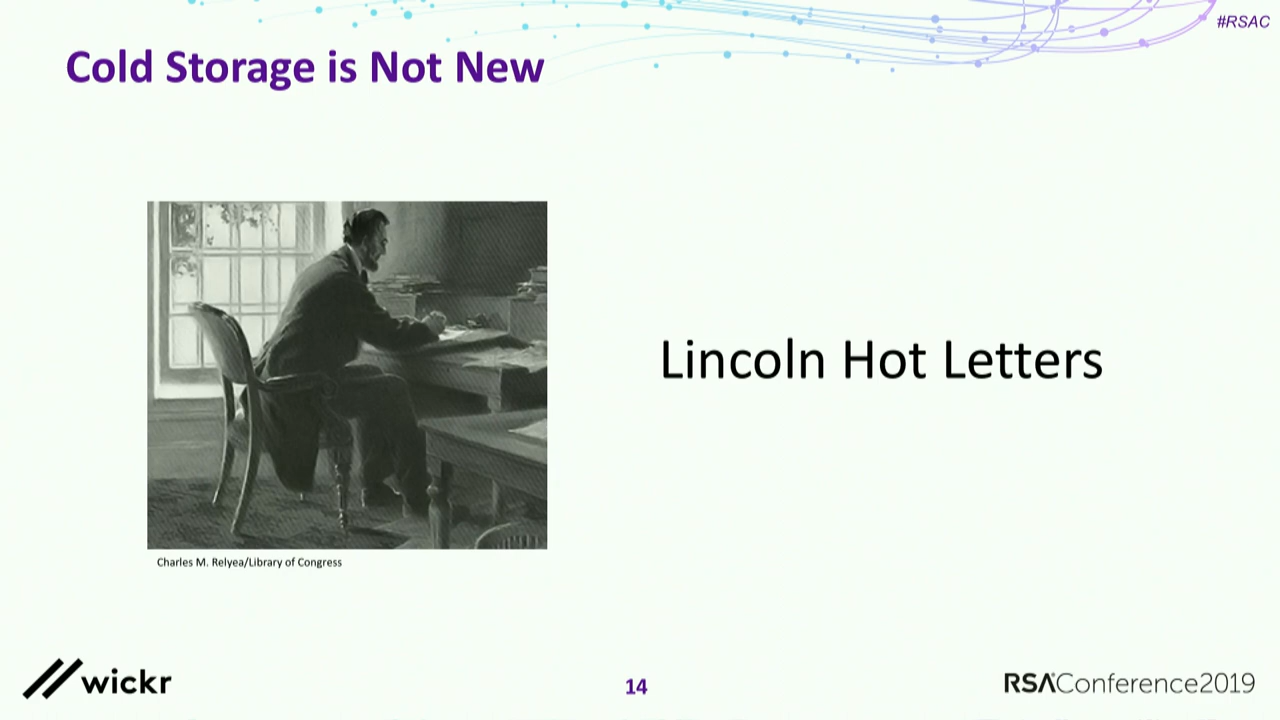 #RSAC
Cold Storage is Not New
Lincoln Hot Letters
Charles M. Relyea/Library of Congress
wickr
14
RSAConference2019